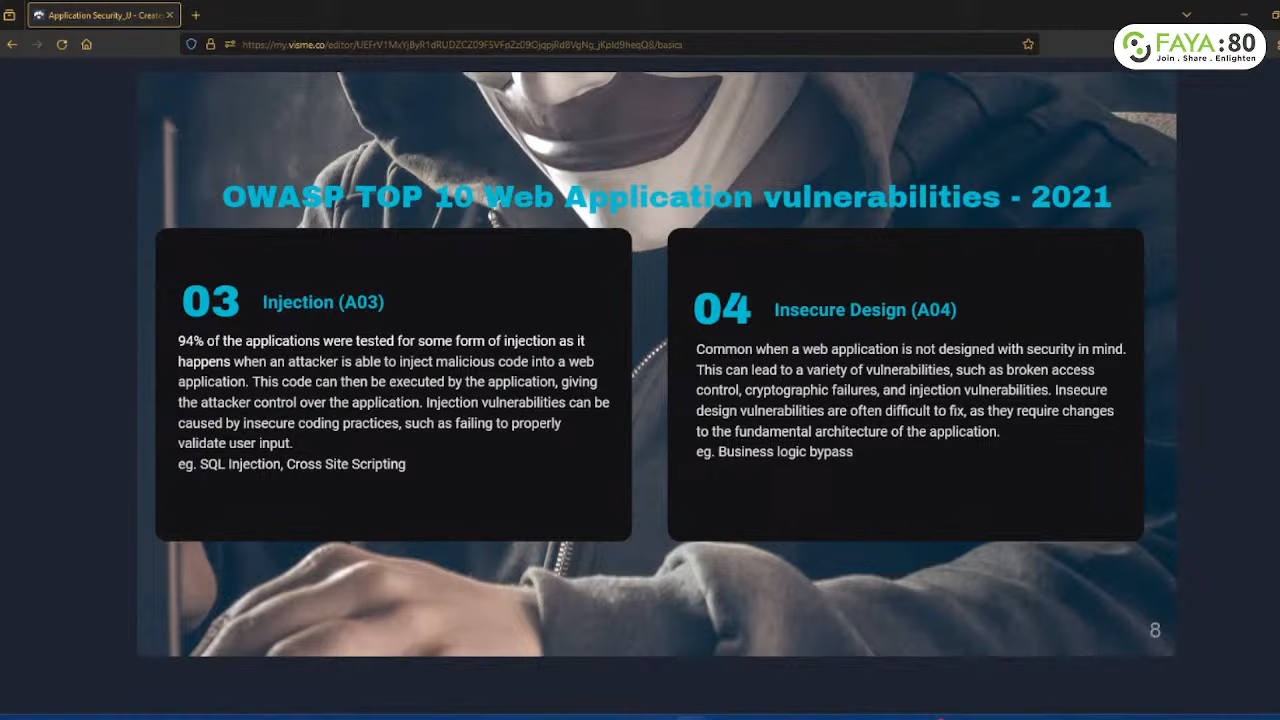 Application Security_JJ - Create
https://my.visme.co/editor/
FAYA:80
Join . Share . Enlighten
OWASP TOP 10 Web Application vulnerabilities - 2021
03 Injection (A03)
94% of the applications were tested for some form of injection as it
happens when an attacker is able to inject malicious code into a web
application. This code can then be executed by the application, giving
the attacker control over the application. Injection vulnerabilities can be
caused by insecure coding practices, such as failing to properly
validate user input.
eg. SQL Injection, Cross Site Scripting
04 Insecure Design (A04)
Common when a web application is not designed with security in mind.
This can lead to a variety of vulnerabilities, such as broken access
control, cryptographic failures, and injection vulnerabilities. Insecure
design vulnerabilities are often difficult to fix, as they require changes
to the fundamental architecture of the application.
eg. Business logic bypass
8